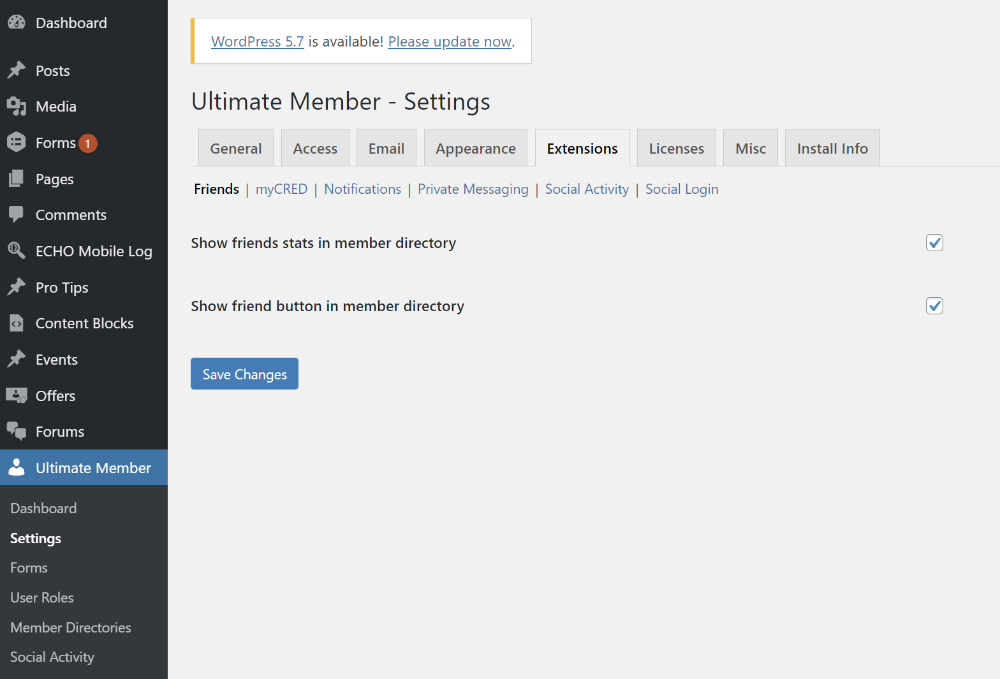 Dashboard
Posts
Media
Forms 1
Pages
Comments
ECHO Mobile Log
Pro Tips
Content Blocks
Events
Offers
Forums
Ultimate Member
Dashboard
Settings
Forms
User Roles
Member Directories
Social Activity
WordPress 5.7 is available! Please update now.
Ultimate Member - Settings
General Access Email Appearance Extensions Licenses Misc Install Info
Friends | myCRED | Notifications | Private Messaging | Social Activity | Social Login
Show friends stats in member directory
Show friend button in member directory
Save Changes